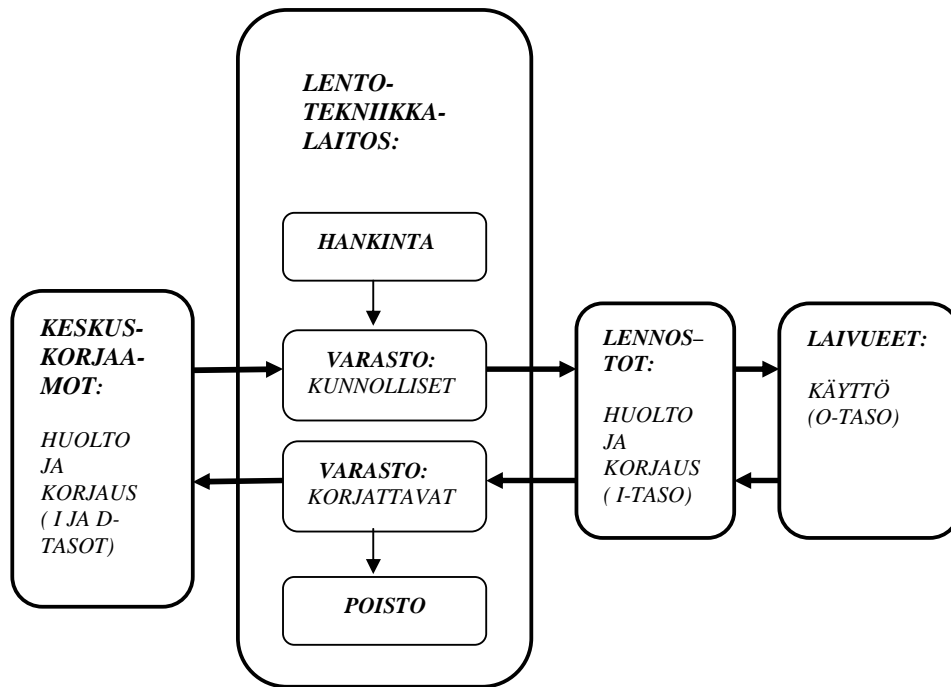 LENTO-
TEKNIIKKA-
LAITOS:
HANKINTA
KESKUS-
KORJAA-
MOT:
HUOLTO
JA
KORJAUS
( I JA D-
TASOT)
VARASTO:
KUNNOLLISET
VARASTO:
KORJATTAVAT
POISTO
LENNOS–
TOT:
HUOLTO
JA
KORJAUS
( I-TASO)
LAIVUEET:
KÄYTTÖ
(O-TASO)